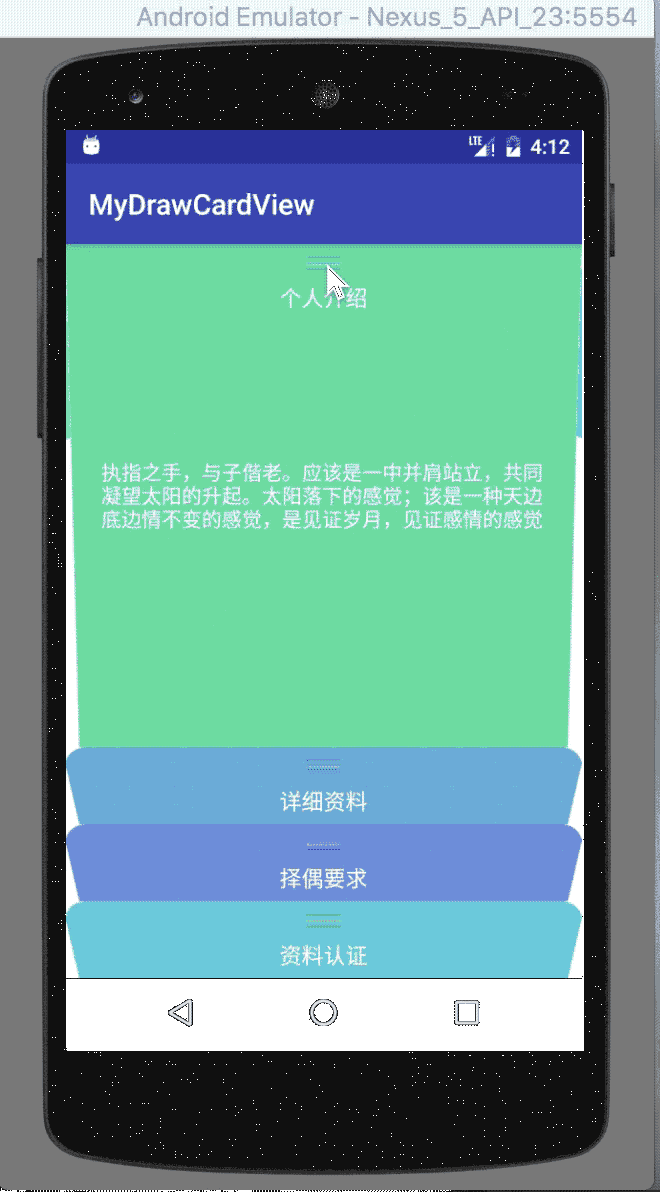 Android Emulator - Nexus_5_API_23:5554
LTE 4:12
MyDrawCardView
个人介绍
执指之手，与子偕老。应该是一中并肩站立，共同
凝望太阳的升起。太阳落下的感觉；该是一种天边
底边情不变的感觉，是见证岁月，见证感情的感觉
详细资料
择偶要求
资料认证